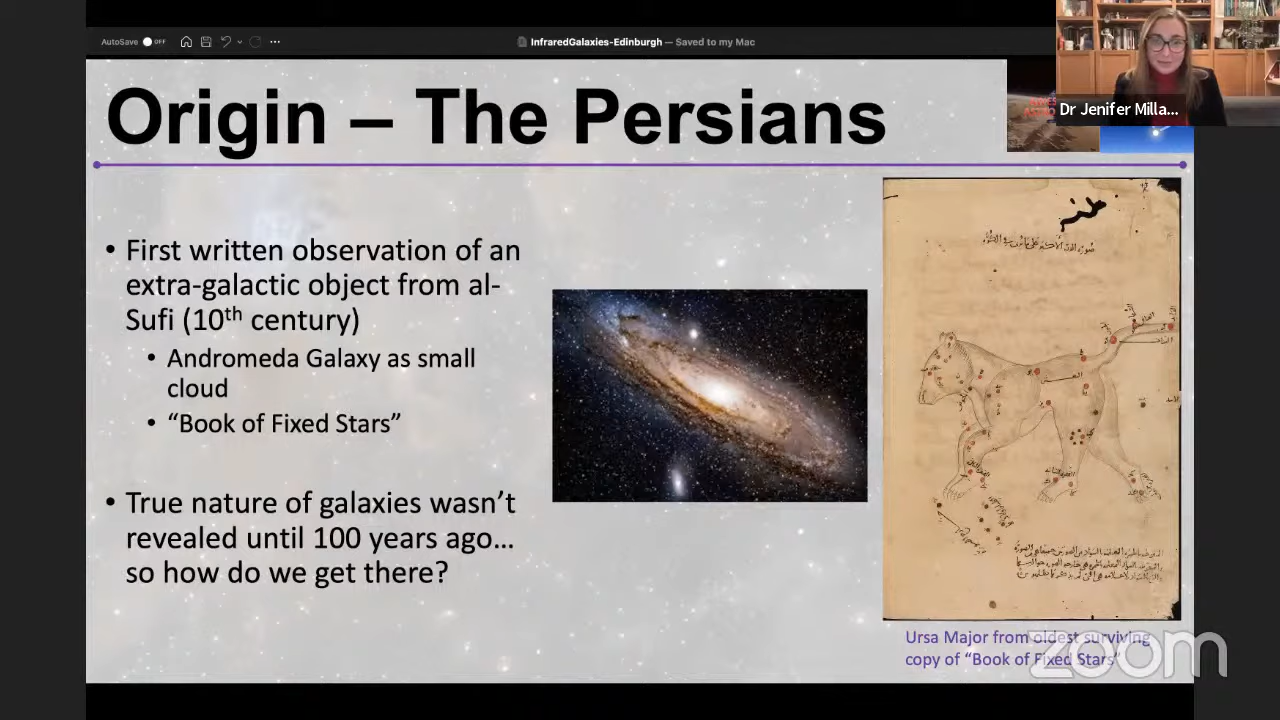 AutoSave OFF
InfraredGalaxies-Edinburgh — Saved to my Mac
Origin – The Persians
Dr Jenifer Milla...
• First written observation of an
extra-galactic object from al-
Sufi (10th century)
• Andromeda Galaxy as small
cloud
• “Book of Fixed Stars”
• True nature of galaxies wasn’t
revealed until 100 years ago…
so how do we get there?
Ursa Major from oldest surviving
copy of “Book of Fixed Stars”
zoom